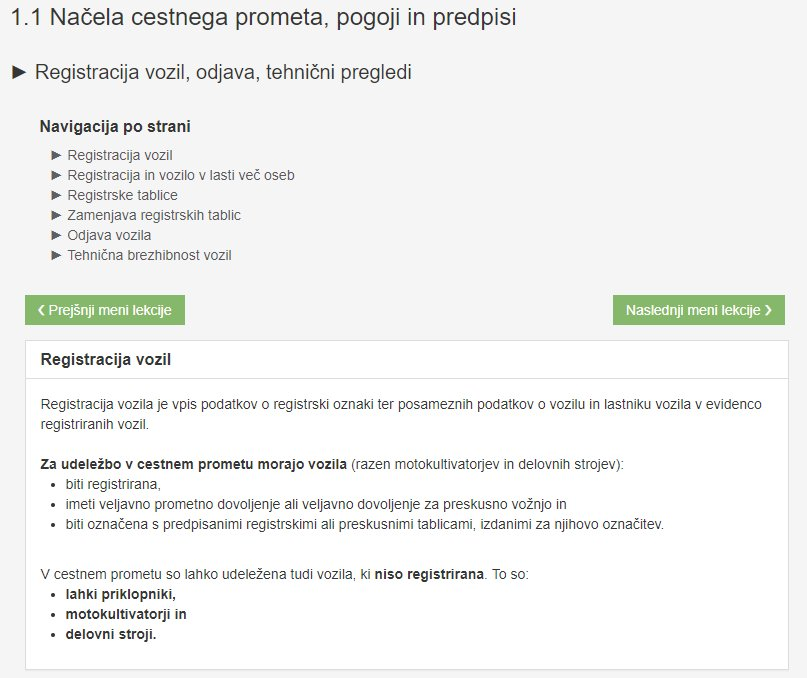 1.1 Načela cestnega prometa, pogoji in predpisi
► Registracija vozil, odjava, tehnični pregledi
Navigacija po strani
► Registracija vozil
► Registracija in vozilo v lasti več oseb
► Registrske tablice
► Zamenjava registrskih tablic
► Odjava vozila
► Tehnična brezhibnost vozil
❮ Prejšnji meni lekcije
Naslednji meni lekcije ❯
Registracija vozil
Registracija vozila je vpis podatkov o registrski oznaki ter posameznih podatkov o vozilu in lastniku vozila v evidenco
registriranih vozil.
Za udeležbo v cestnem prometu morajo vozila (razen motokultivatorjev in delovnih strojev):
• biti registrirana,
• imeti veljavno prometno dovoljenje ali veljavno dovoljenje za preskusno vožnjo in
• biti označena s predpisanimi registrskimi ali preskusnimi tablicami, izdanimi za njihovo označitev.
V cestnem prometu so lahko udeležena tudi vozila, ki niso registrirana. To so:
• lahki priklopniki,
• motokultivatorji in
• delovni stroji.